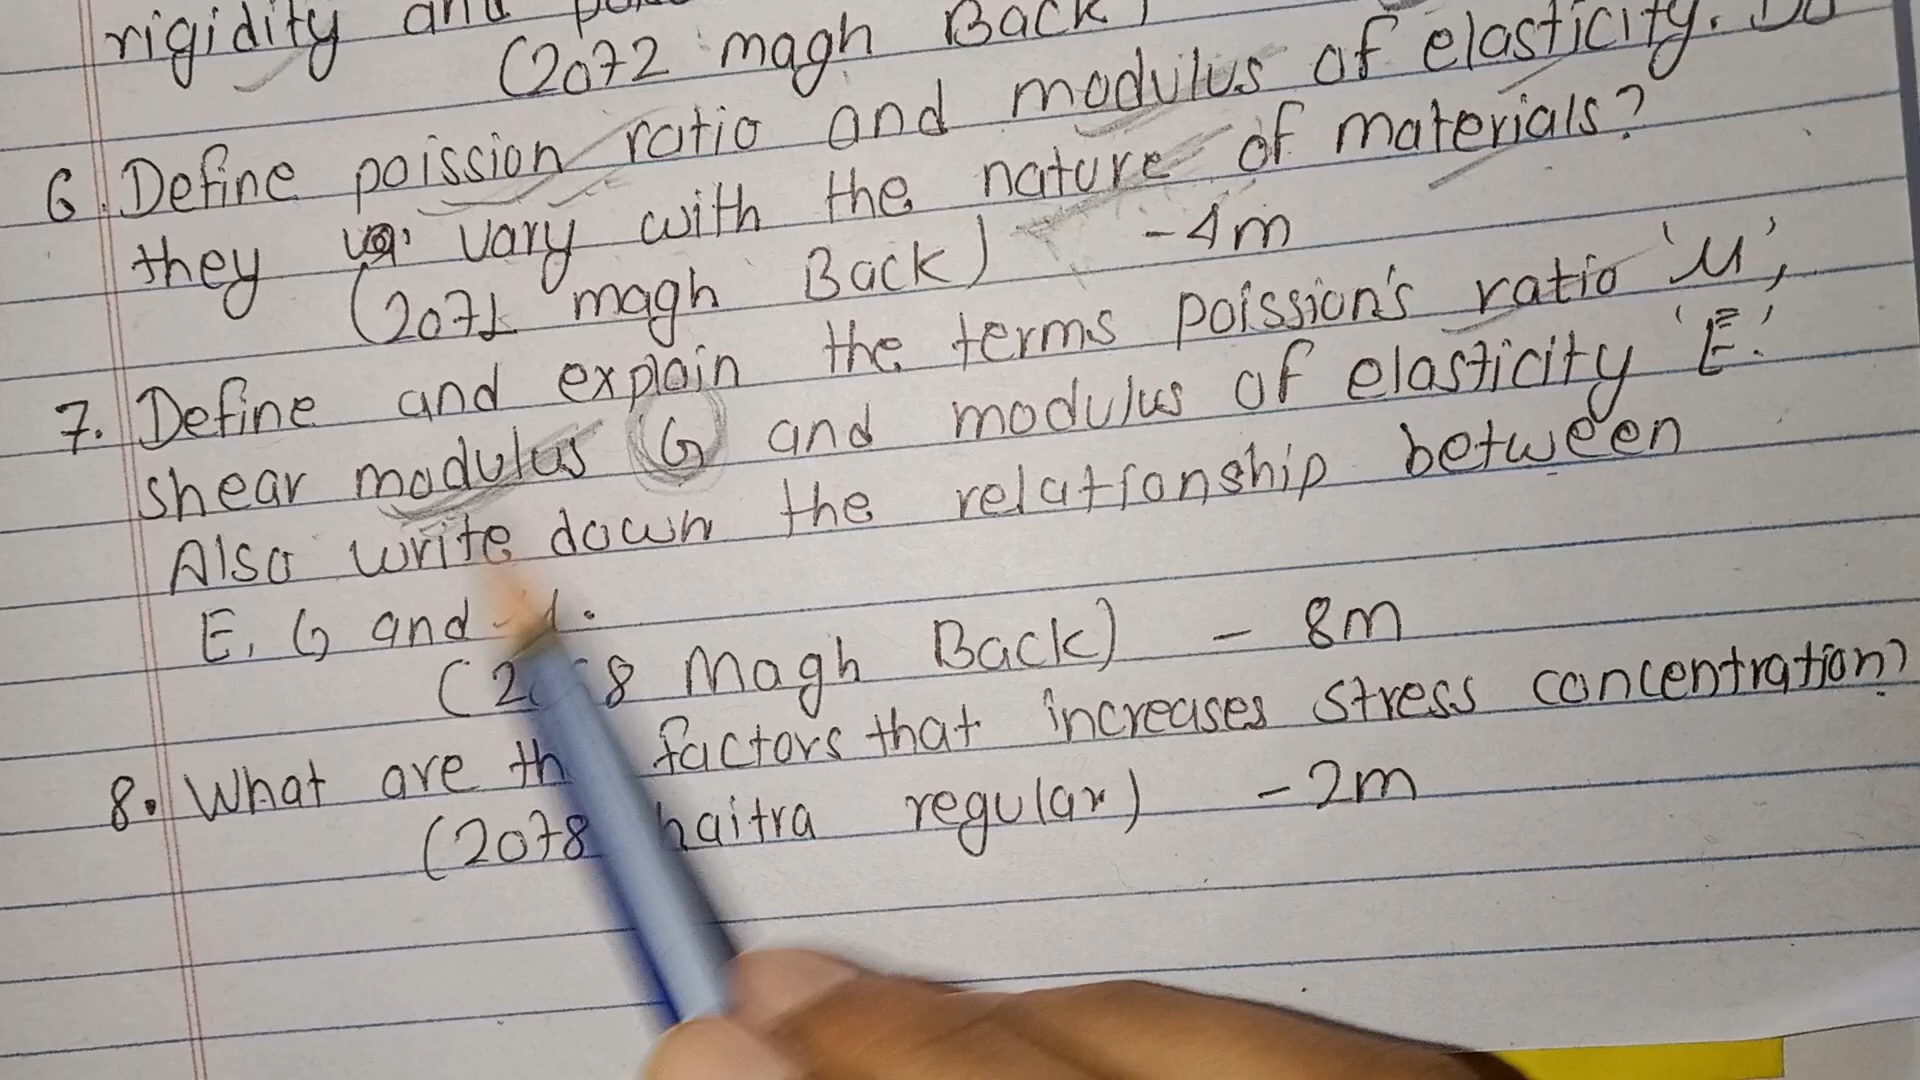 rigidity and
(2072 magh Back)
6. Define poission ratio and modulus of elasticity. Do
they vary with the nature of materials?
(2071 magh Back) - 4m
7. Define and explain the terms poission's ratio 'μ',
shear modulus G and modulus of elasticity 'E'.
Also write down the relationship between
E, G and
Magh Back) - 8m
8. What are factors that increases stress concentration?
(2078 regular) - 2m